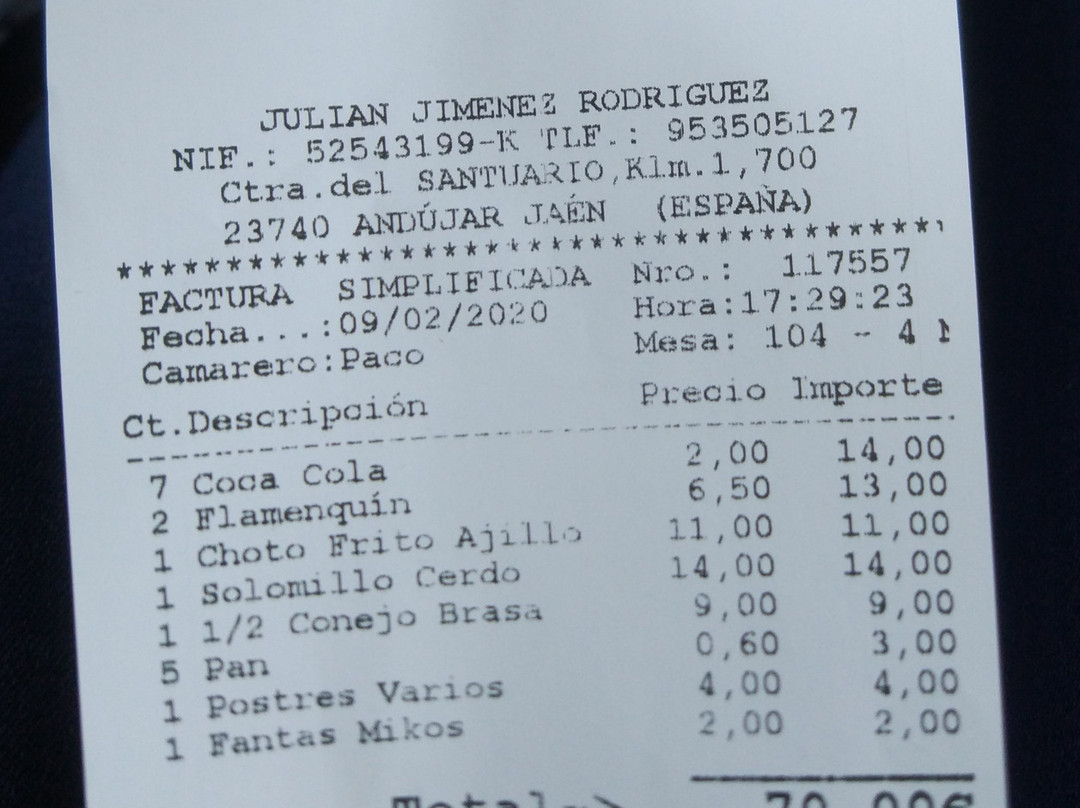 JULIAN JIMENEZ RODRIGUEZ
NIF.: 52543199-K TLF.: 953505127
Ctra.del SANTUARIO,Klm.1,700
23740 ANDÚJAR JAÉN (ESPAÑA)
**************************************
FACTURA SIMPLIFICADA Nro.: 117557
Fecha...:09/02/2020 Hora:17:29:23
Camarero:Paco Mesa: 104 - 4
Ct.Descripción Precio Importe
7 Coca Cola 2,00 14,00
2 Flamenquín 6,50 13,00
1 Choto Frito Ajillo 11,00 11,00
1 Solomillo Cerdo 14,00 14,00
1 1/2 Conejo Brasa 9,00 9,00
5 Pan 0,60 3,00
1 Postres Varios 4,00 4,00
1 Fantas Mikos 2,00 2,00
Total-> 70,00€